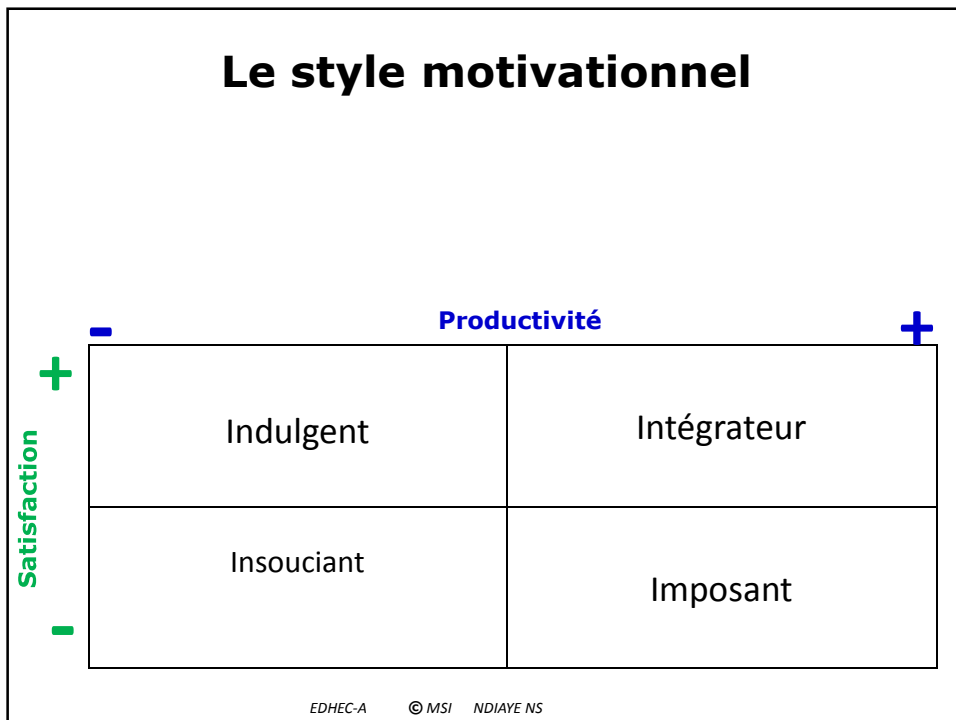 Le style motivationnel
- Productivité +
+
Indulgent Intégrateur
Satisfaction
Insouciant
Imposant
-
EDHEC-A © MSI NDIAYE NS